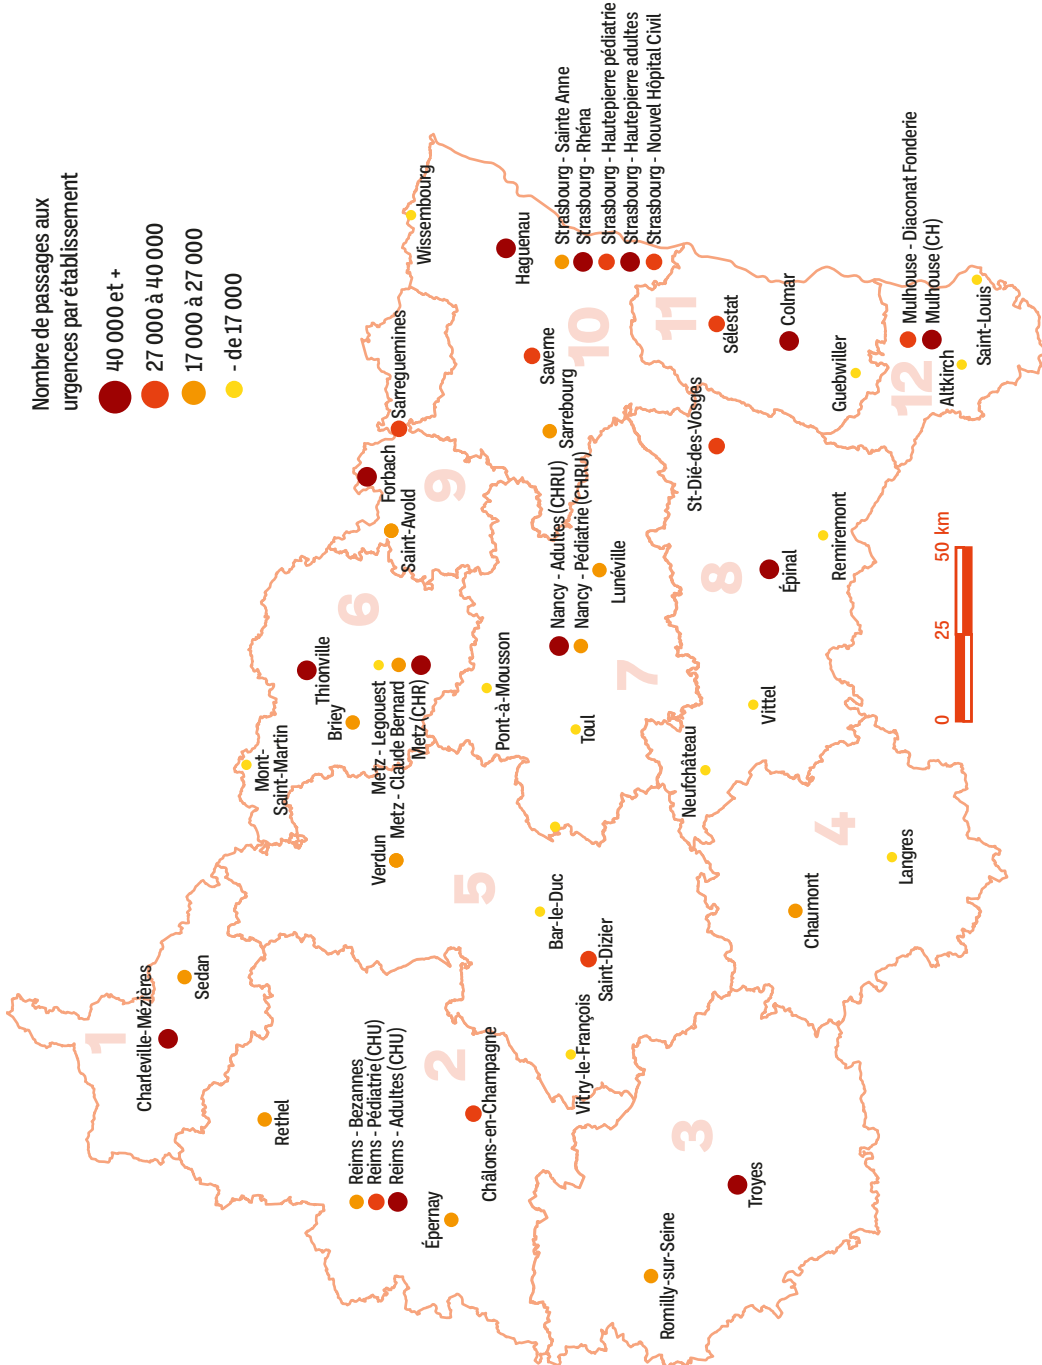 Nombre de passages aux
urgences par établissement
40 000 et +
27 000 à 40 000
17 000 à 27 000
- de 17 000
1
Charleville-Mézières
Sedan
Rethel
2
Reims - Bezannes
Reims - Pédiatrie (CHU)
Reims - Adultes (CHU)
Épernay
Châlons-en-Champagne
Vitry-le-François
3
Romilly-sur-Seine
Troyes
4
Chaumont
Langres
5
Verdun
Bar-le-Duc
Saint-Dizier
6
Mont-
Saint-Martin
Thionville
Briey
Metz - Legouest
Metz - Claude Bernard
Metz (CHR)
7
Pont-à-Mousson
Toul
Nancy - Adultes (CHRU)
Nancy - Pédiatrie (CHRU)
Lunéville
8
Neufchâteau
Vittel
Épinal
Remiremont
St-Dié-des-Vosges
9
Forbach
Saint-Avold
Sarreguemines
10
Wissembourg
Haguenau
Saverne
Sarrebourg
Strasbourg - Sainte Anne
Strasbourg - Rhéna
Strasbourg - Hautepierre pédiatrie
Strasbourg - Hautepierre adultes
Strasbourg - Nouvel Hôpital Civil
11
Sélestat
Colmar
Guebwiller
12
Mulhouse - Diaconat Fonderie
Mulhouse (CH)
Altkirch
Saint-Louis
0 25 50 km